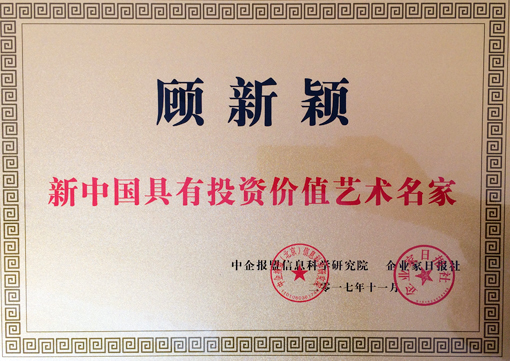 顾新颖
新中国具有投资价值艺术名家
中企报盟信息科学研究院 企业家日报社
二〇一七年十一月